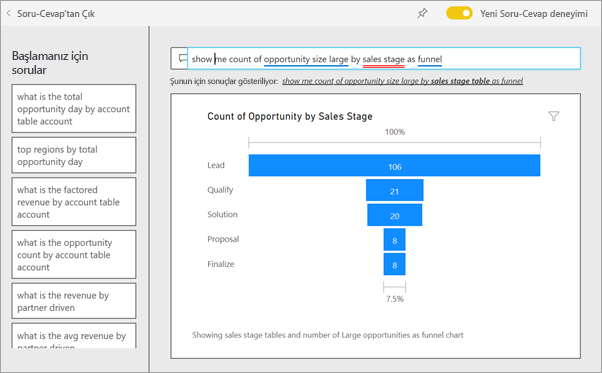 Soru-Cevap'tan Çık
Yeni Soru-Cevap deneyimi
Başlamanız için
sorular
what is the total
opportunity day by account
table account
top regions by total
opportunity day
what is the factored
revenue by account table
account
what is the opportunity
count by account table
account
what is the revenue by
partner driven
what is the avg revenue by
partner driven
show me count of opportunity size large by sales stage as funnel
Şunun için sonuçlar gösteriliyor: show me count of opportunity size large by sales stage table as funnel
Count of Opportunity by Sales Stage
100%
Lead 106
Qualify 21
Solution 20
Proposal 8
Finalize 8
7.5%
Showing sales stage tables and number of Large opportunities as funnel chart